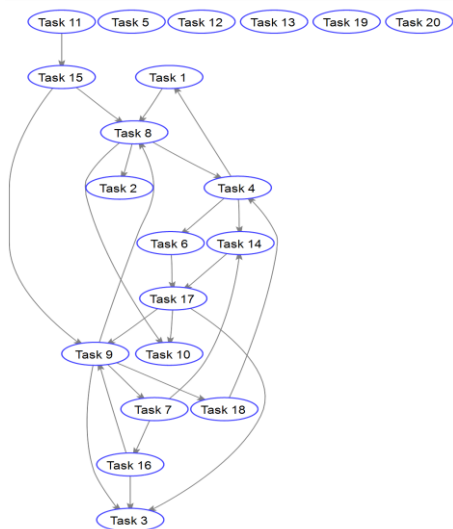 Task 11 Task 5 Task 12 Task 13 Task 19 Task 20
Task 15 Task 1
Task 8
Task 2 Task 4
Task 6 Task 14
Task 17
Task 9 Task 10
Task 7 Task 18
Task 16
Task 3